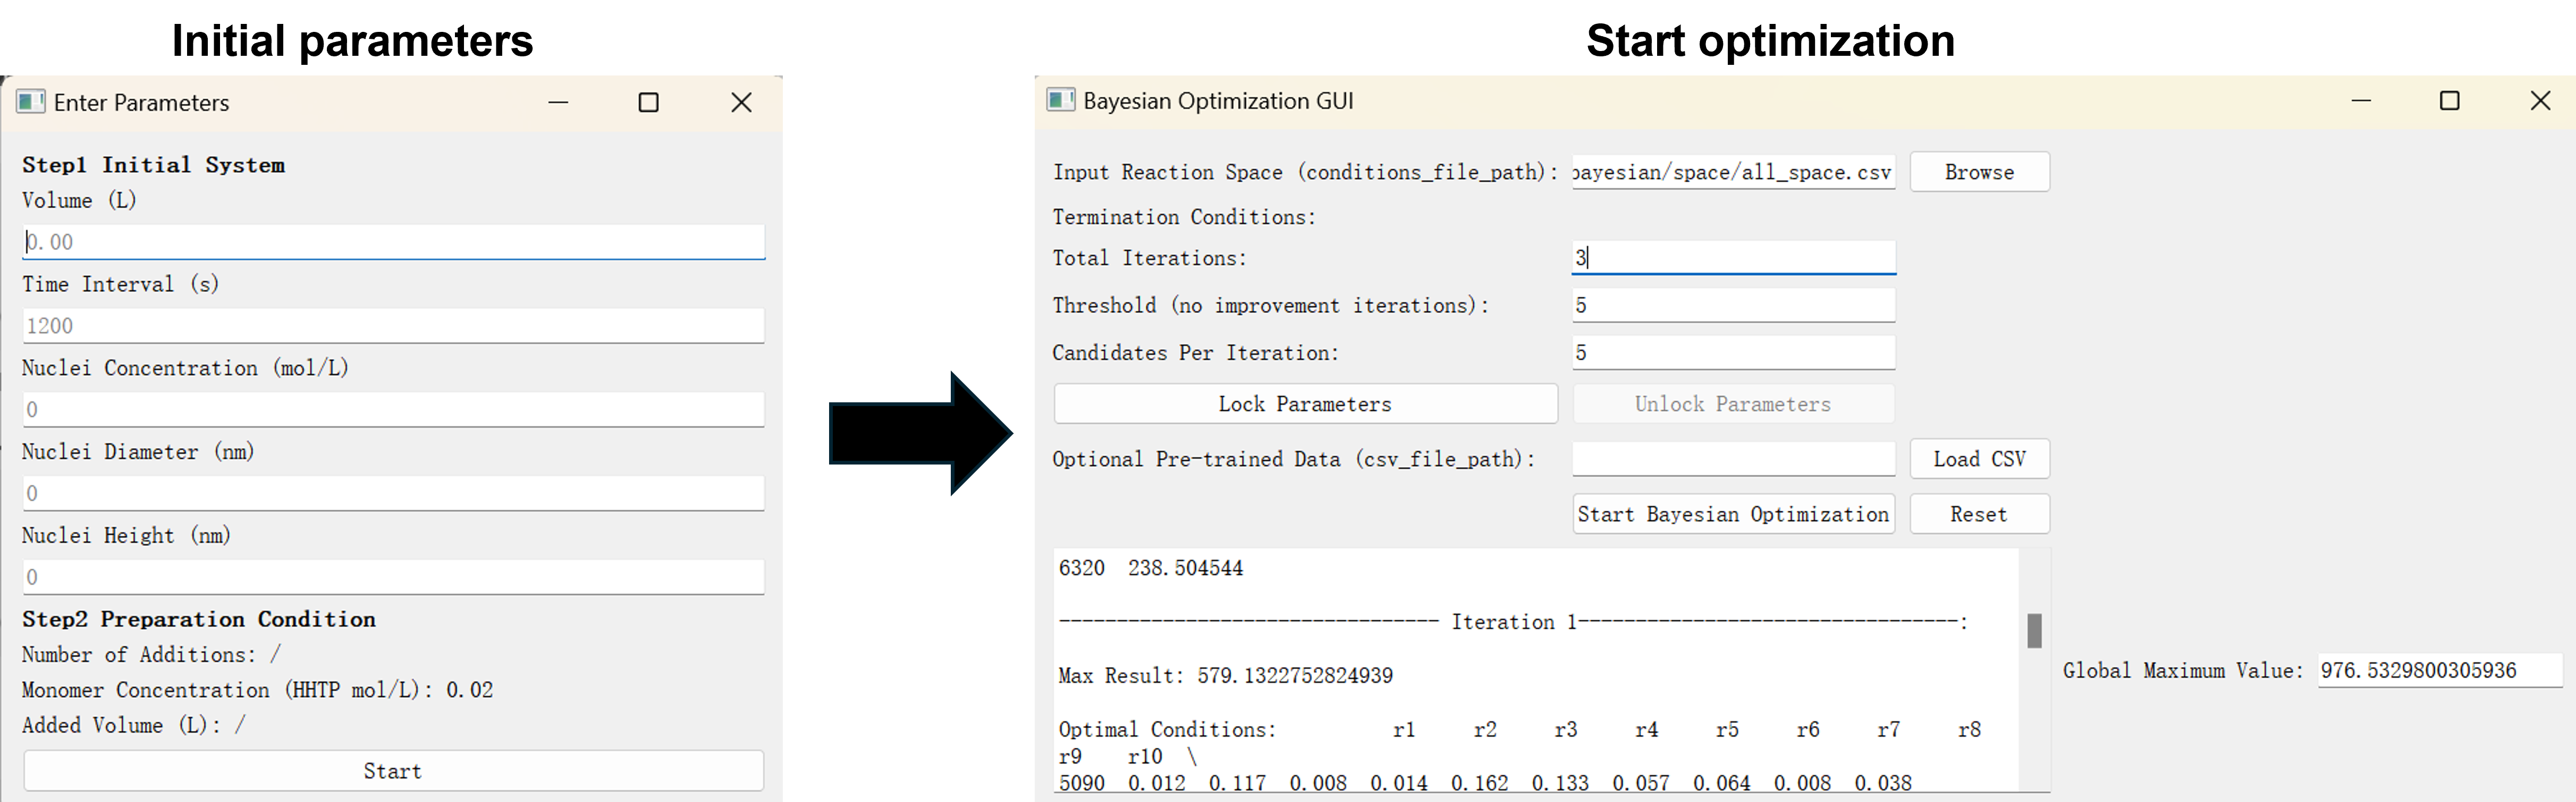 Initial parameters
Enter Parameters
Step1 Initial System
Volume (L)
0.00
Time Interval (s)
1200
Nuclei Concentration (mol/L)
0
Nuclei Diameter (nm)
0
Nuclei Height (nm)
0
Step2 Preparation Condition
Number of Additions: /
Monomer Concentration (HHTP mol/L): 0.02
Added Volume (L): /
Start
Start optimization
Bayesian Optimization GUI
Input Reaction Space (conditions_file_path): bayesian/space/all_space.csv Browse
Termination Conditions:
Total Iterations: 3
Threshold (no improvement iterations): 5
Candidates Per Iteration: 5
Lock Parameters Unlock Parameters
Optional Pre-trained Data (csv_file_path): Load CSV
Start Bayesian Optimization Reset
6320 238.504544
--------------------------------- Iteration 1---------------------------------:
Max Result: 579.1322752824939
Optimal Conditions: r1 r2 r3 r4 r5 r6 r7 r8
r9 r10 \
5090 0.012 0.117 0.008 0.014 0.162 0.133 0.057 0.064 0.008 0.038
Global Maximum Value: 976.5329800305936